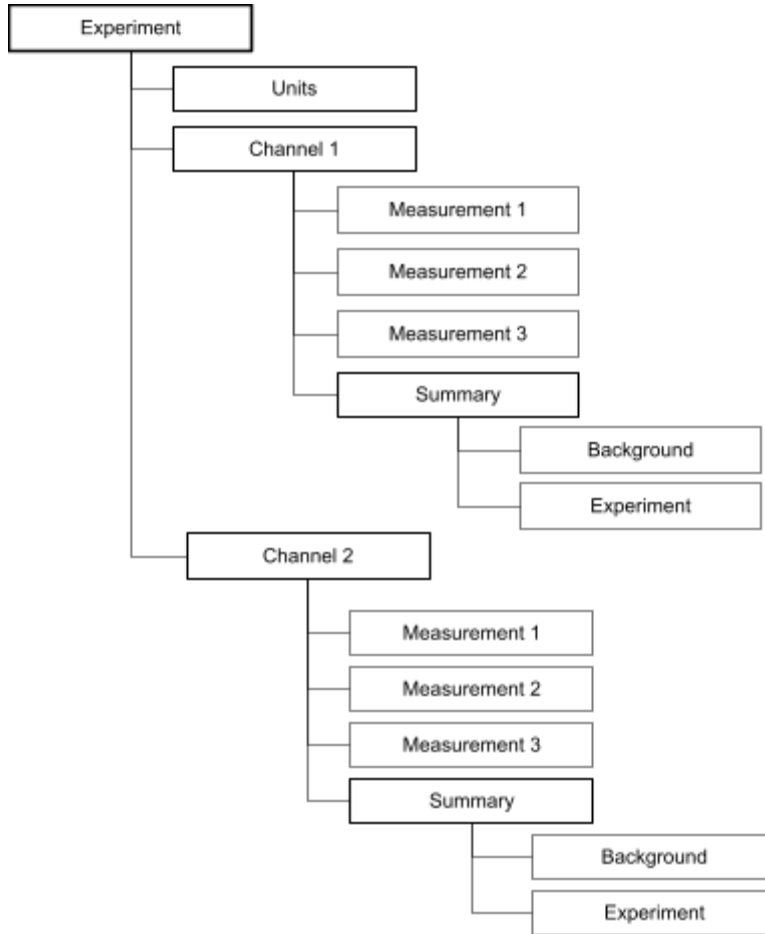 Experiment
Units
Channel 1
Measurement 1
Measurement 2
Measurement 3
Summary
Background
Experiment
Channel 2
Measurement 1
Measurement 2
Measurement 3
Summary
Background
Experiment